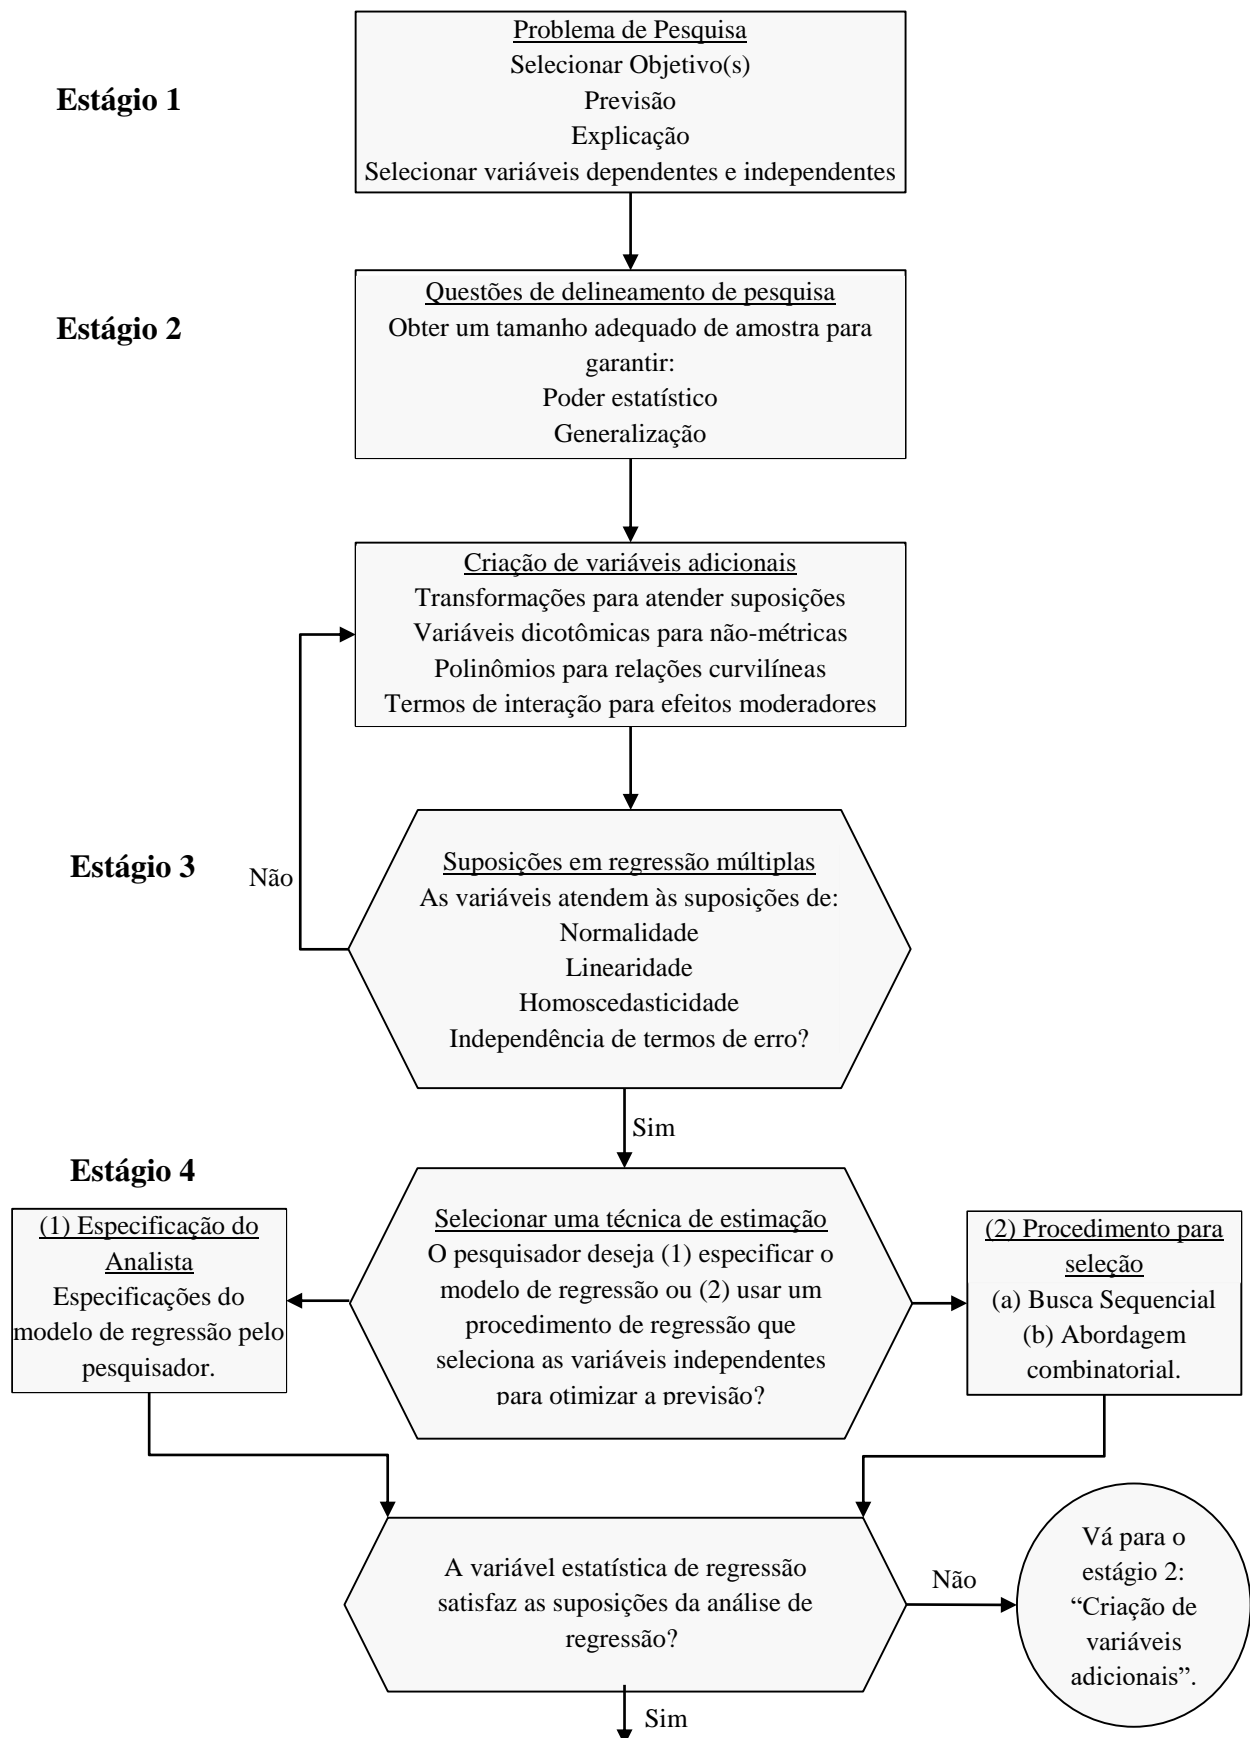 Estágio 1
Problema de Pesquisa
Selecionar Objetivo(s)
Previsão
Explicação
Selecionar variáveis dependentes e independentes
Estágio 2
Questões de delineamento de pesquisa
Obter um tamanho adequado de amostra para
garantir:
Poder estatístico
Generalização
Criação de variáveis adicionais
Transformações para atender suposições
Variáveis dicotômicas para não-métricas
Polinômios para relações curvilíneas
Termos de interação para efeitos moderadores
Estágio 3
Não
Suposições em regressão múltiplas
As variáveis atendem às suposições de:
Normalidade
Linearidade
Homoscedasticidade
Independência de termos de erro?
Sim
Estágio 4
(1) Especificação do
Analista
Especificações do
modelo de regressão pelo
pesquisador.
Selecionar uma técnica de estimação
O pesquisador deseja (1) especificar o
modelo de regressão ou (2) usar um
procedimento de regressão que
seleciona as variáveis independentes
para otimizar a previsão?
(2) Procedimento para
seleção
(a) Busca Sequencial
(b) Abordagem
combinatorial.
A variável estatística de regressão
satisfaz as suposições da análise de
regressão?
Não
Vá para o
estágio 2:
“Criação de
variáveis
adicionais”.
Sim